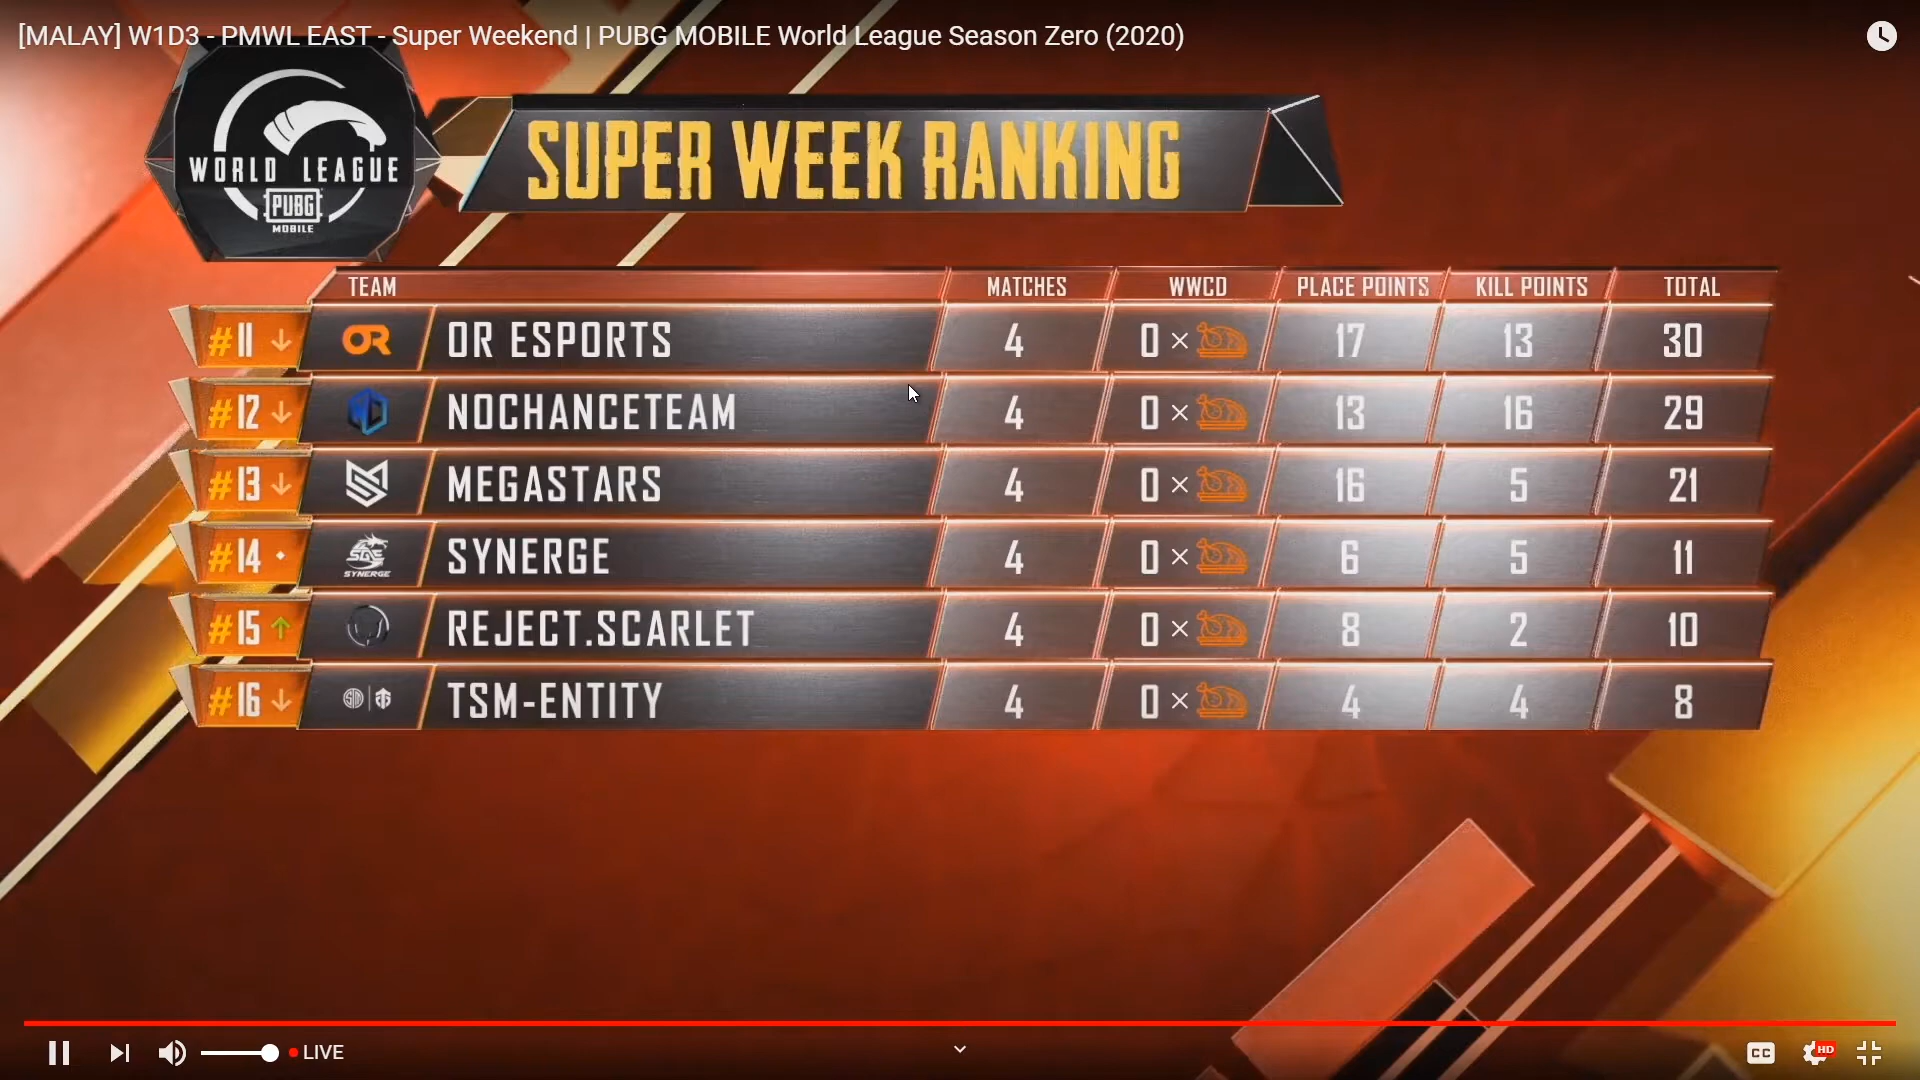 [MALAY] W1D3 - PMWL EAST - Super Weekend | PUBG MOBILE World League Season Zero (2020)
WORLD LEAGUE
PUBG
MOBILE
SUPER WEEK RANKING
TEAM MATCHES WWCD PLACE POINTS KILL POINTS TOTAL
#11 OR OR ESPORTS 4 0 × 17 13 30
#12 NOCHANCETEAM 4 0 × 13 16 29
#13 MEGASTARS 4 0 × 16 5 21
#14 SGE SYNERGE SYNERGE 4 0 × 6 5 11
#15 REJECT.SCARLET 4 0 × 8 2 10
#16 TSM TSM-ENTITY 4 0 × 4 4 8
LIVE
CC
HD